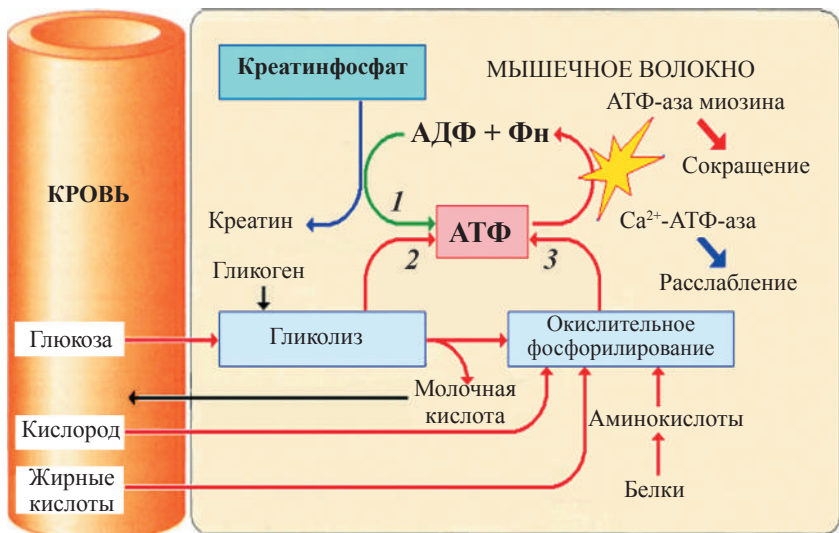 Креатинфосфат
МЫШЕЧНОЕ ВОЛОКНО
АТФ-аза миозина
АДФ + Фн
Сокращение
КРОВЬ
1
Креатин
АТФ
Ca²⁺-АТФ-аза
2
3
Гликоген
Расслабление
Глюкоза
Гликолиз
Окислительное
фосфорилирование
Молочная
кислота
Аминокислоты
Кислород
Жирные
кислоты
Белки